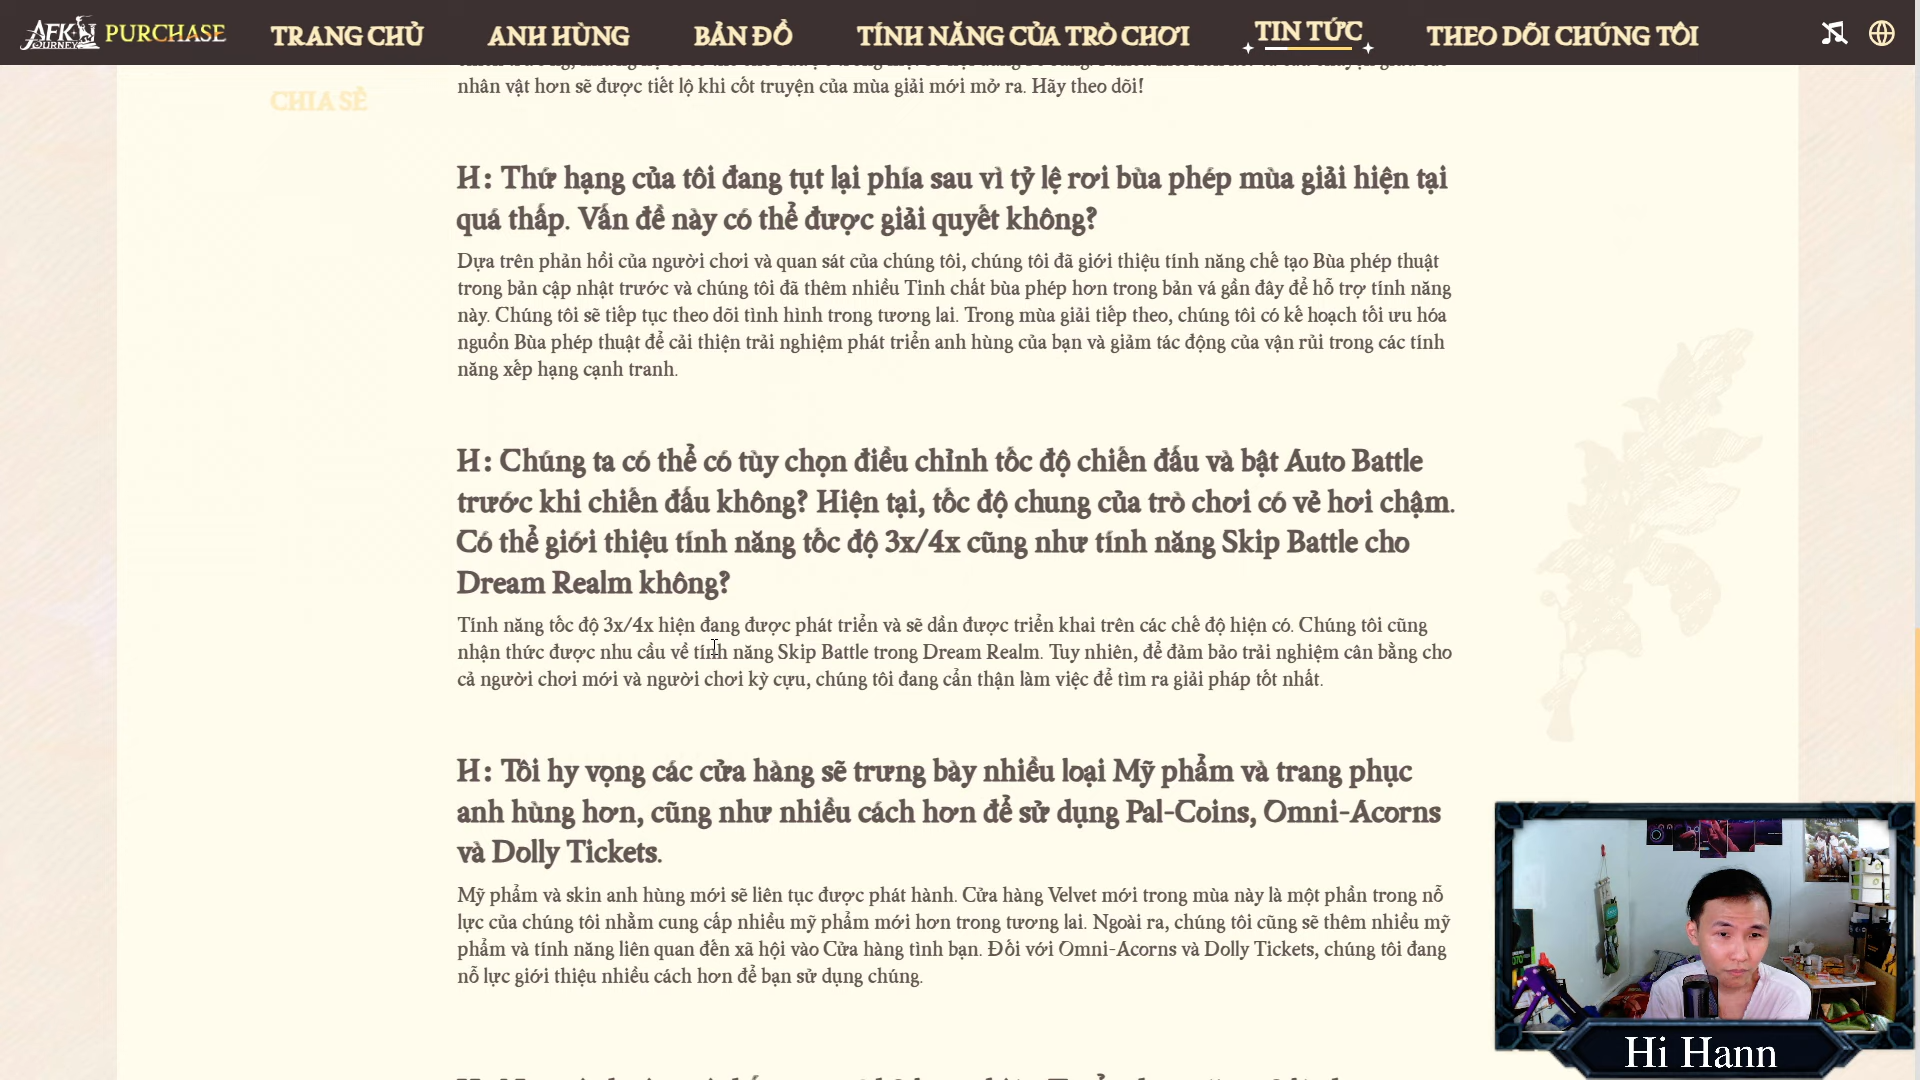 AFK JOURNEY PURCHASE TRANG CHỦ ANH HÙNG BẢN ĐỒ TÍNH NĂNG CỦA TRÒ CHƠI TIN TỨC THEO DÕI CHÚNG TÔI
nhân vật hơn sẽ được tiết lộ khi cốt truyện của mùa giải mới mở ra. Hãy theo dõi!
CHIA SẺ
H: Thứ hạng của tôi đang tụt lại phía sau vì tỷ lệ rơi bùa phép mùa giải hiện tại
quá thấp. Vấn đề này có thể được giải quyết không?
Dựa trên phản hồi của người chơi và quan sát của chúng tôi, chúng tôi đã giới thiệu tính năng chế tạo Bùa phép thuật
trong bản cập nhật trước và chúng tôi đã thêm nhiều Tinh chất bùa phép hơn trong bản vá gần đây để hỗ trợ tính năng
này. Chúng tôi sẽ tiếp tục theo dõi tình hình trong tương lai. Trong mùa giải tiếp theo, chúng tôi có kế hoạch tối ưu hóa
nguồn Bùa phép thuật để cải thiện trải nghiệm phát triển anh hùng của bạn và giảm tác động của vận rủi trong các tính
năng xếp hạng cạnh tranh.
H: Chúng ta có thể có tùy chọn điều chỉnh tốc độ chiến đấu và bật Auto Battle
trước khi chiến đấu không? Hiện tại, tốc độ chung của trò chơi có vẻ hơi chậm.
Có thể giới thiệu tính năng tốc độ 3x/4x cũng như tính năng Skip Battle cho
Dream Realm không?
Tính năng tốc độ 3x/4x hiện đang được phát triển và sẽ dần được triển khai trên các chế độ hiện có. Chúng tôi cũng
nhận thức được nhu cầu về tính năng Skip Battle trong Dream Realm. Tuy nhiên, để đảm bảo trải nghiệm cân bằng cho
cả người chơi mới và người chơi kỳ cựu, chúng tôi đang cẩn thận làm việc để tìm ra giải pháp tốt nhất.
H: Tôi hy vọng các cửa hàng sẽ trưng bày nhiều loại Mỹ phẩm và trang phục
anh hùng hơn, cũng như nhiều cách hơn để sử dụng Pal-Coins, Omni-Acorns
và Dolly Tickets.
Mỹ phẩm và skin anh hùng mới sẽ liên tục được phát hành. Cửa hàng Velvet mới trong mùa này là một phần trong nỗ
lực của chúng tôi nhằm cung cấp nhiều mỹ phẩm mới hơn trong tương lai. Ngoài ra, chúng tôi cũng sẽ thêm nhiều mỹ
phẩm và tính năng liên quan đến xã hội vào Cửa hàng tình bạn. Đối với Omni-Acorns và Dolly Tickets, chúng tôi đang
nỗ lực giới thiệu nhiều cách hơn để bạn sử dụng chúng.
Hi Hann